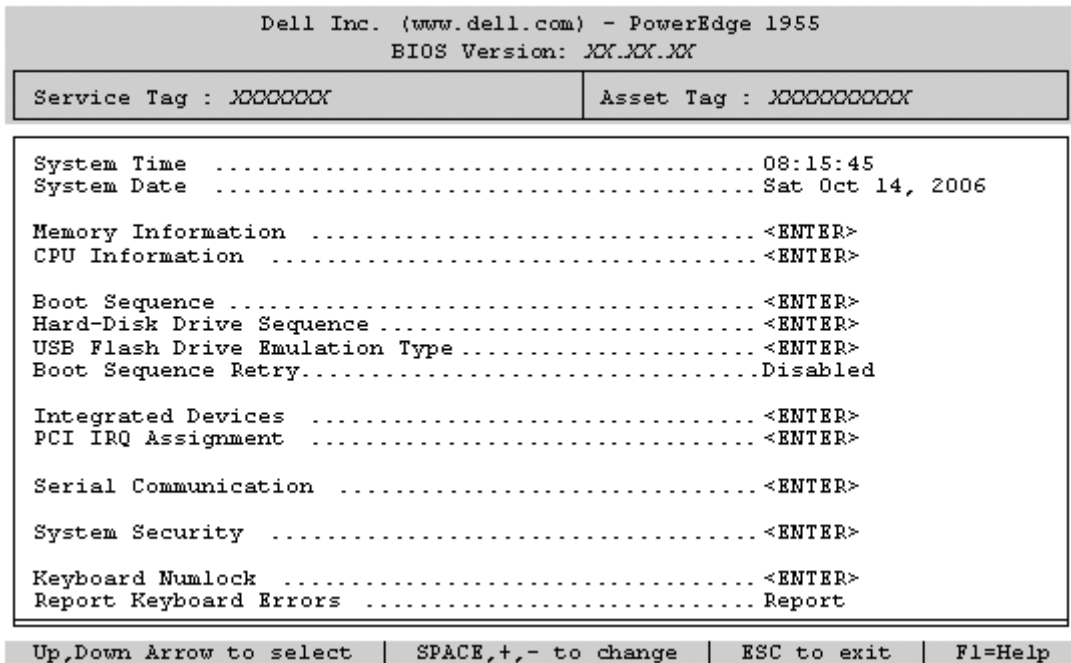 Dell Inc. (www.dell.com) - PowerEdge 1955
BIOS Version: XX.XX.XX
Service Tag : XXXXXXX Asset Tag : XXXXXXXXXX
System Time ........................................ 08:15:45
System Date ........................................ Sat Oct 14, 2006
Memory Information ................................. <ENTER>
CPU Information .................................... <ENTER>
Boot Sequence ....................................... <ENTER>
Hard-Disk Drive Sequence ............................ <ENTER>
USB Flash Drive Emulation Type ...................... <ENTER>
Boot Sequence Retry.................................. Disabled
Integrated Devices ................................. <ENTER>
PCI IRQ Assignment ................................. <ENTER>
Serial Communication ............................... <ENTER>
System Security .................................... <ENTER>
Keyboard Numlock ................................... <ENTER>
Report Keyboard Errors ............................. Report
Up,Down Arrow to select | SPACE,+,- to change | ESC to exit | F1=Help